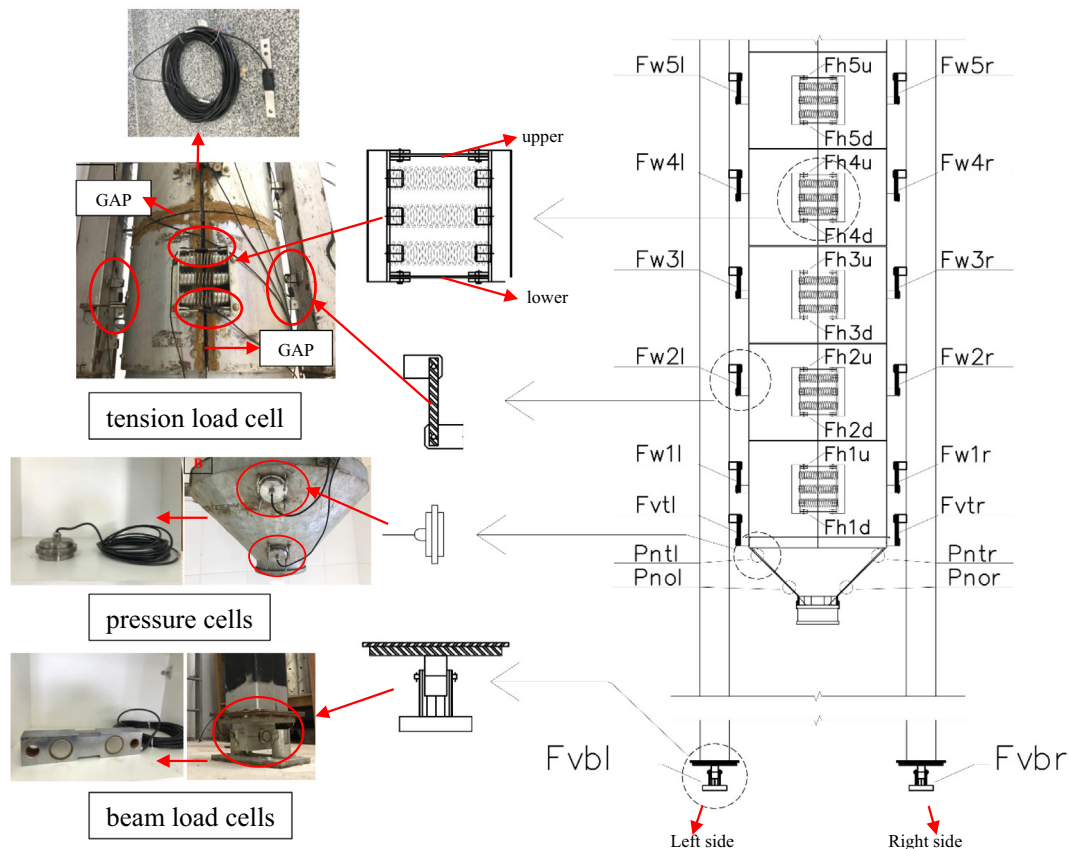 GAP
GAP
tension load cell
upper
lower
B
pressure cells
beam load cells
Fw5l
Fh5u
Fw5r
Fh5d
Fw4l
Fh4u
Fw4r
Fh4d
Fw3l
Fh3u
Fw3r
Fh3d
Fw2l
Fh2u
Fw2r
Fh2d
Fw1l
Fh1u
Fw1r
Fvtl
Fh1d
Fvtr
Pntl
Pntr
Pnol
Pnor
Fvbl
Fvbr
Left side
Right side